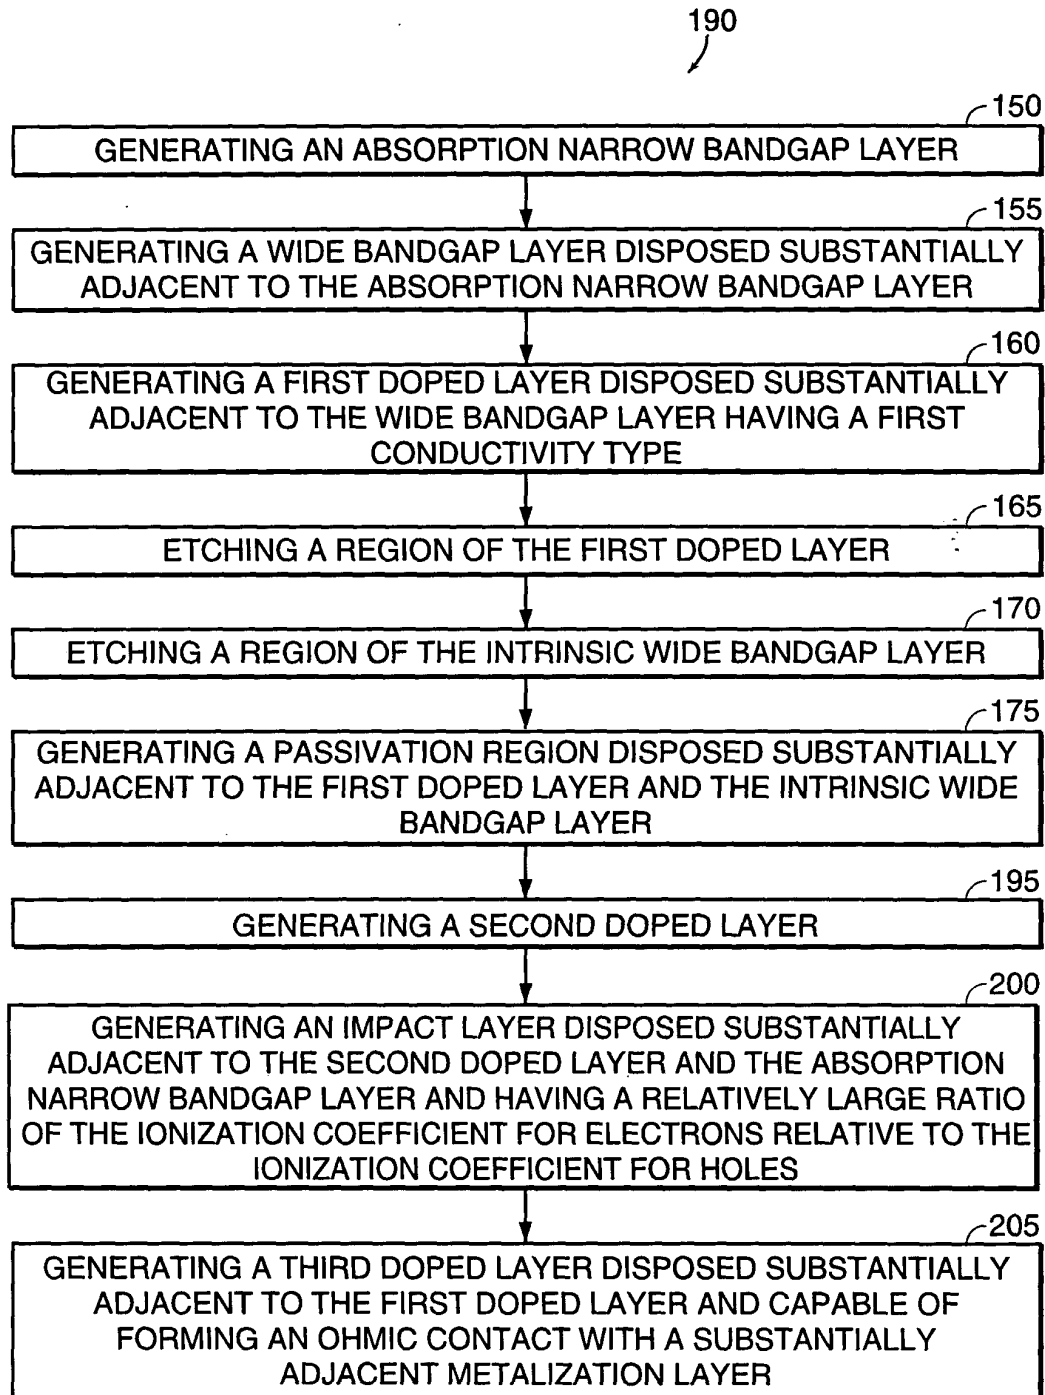 190
150
GENERATING AN ABSORPTION NARROW BANDGAP LAYER
155
GENERATING A WIDE BANDGAP LAYER DISPOSED SUBSTANTIALLY
ADJACENT TO THE ABSORPTION NARROW BANDGAP LAYER
160
GENERATING A FIRST DOPED LAYER DISPOSED SUBSTANTIALLY
ADJACENT TO THE WIDE BANDGAP LAYER HAVING A FIRST
CONDUCTIVITY TYPE
165
ETCHING A REGION OF THE FIRST DOPED LAYER
170
ETCHING A REGION OF THE INTRINSIC WIDE BANDGAP LAYER
175
GENERATING A PASSIVATION REGION DISPOSED SUBSTANTIALLY
ADJACENT TO THE FIRST DOPED LAYER AND THE INTRINSIC WIDE
BANDGAP LAYER
195
GENERATING A SECOND DOPED LAYER
200
GENERATING AN IMPACT LAYER DISPOSED SUBSTANTIALLY
ADJACENT TO THE SECOND DOPED LAYER AND THE ABSORPTION
NARROW BANDGAP LAYER AND HAVING A RELATIVELY LARGE RATIO
OF THE IONIZATION COEFFICIENT FOR ELECTRONS RELATIVE TO THE
IONIZATION COEFFICIENT FOR HOLES
205
GENERATING A THIRD DOPED LAYER DISPOSED SUBSTANTIALLY
ADJACENT TO THE FIRST DOPED LAYER AND CAPABLE OF
FORMING AN OHMIC CONTACT WITH A SUBSTANTIALLY
ADJACENT METALIZATION LAYER